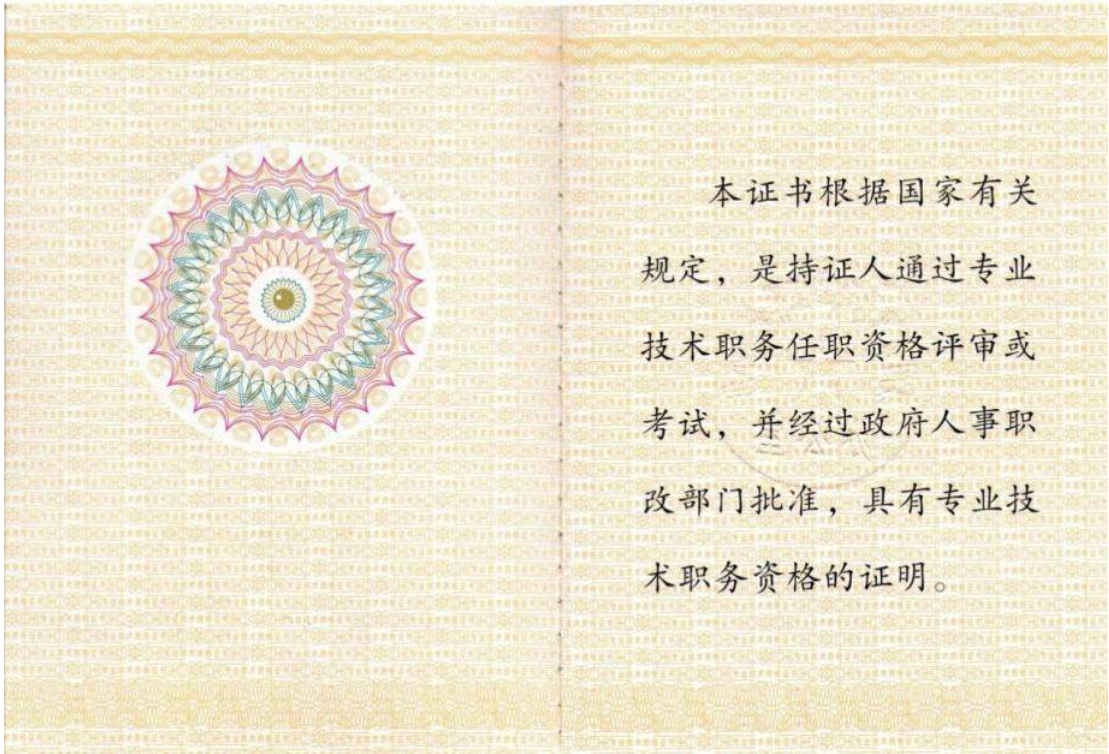 本证书根据国家有关
规定，是持证人通过专业
技术职务任职资格评审或
考试，并经过政府人事职
改部门批准，具有专业技
术职务资格的证明。